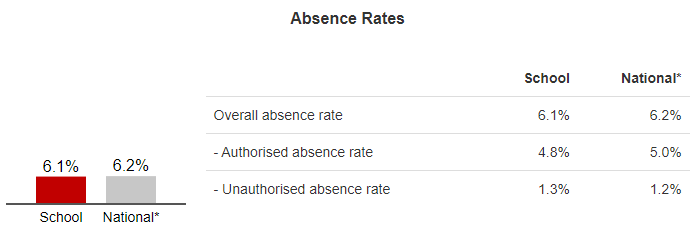 Absence Rates
School National*
Overall absence rate 6.1% 6.2%
- Authorised absence rate 4.8% 5.0%
- Unauthorised absence rate 1.3% 1.2%
6.1% 6.2%
School National*